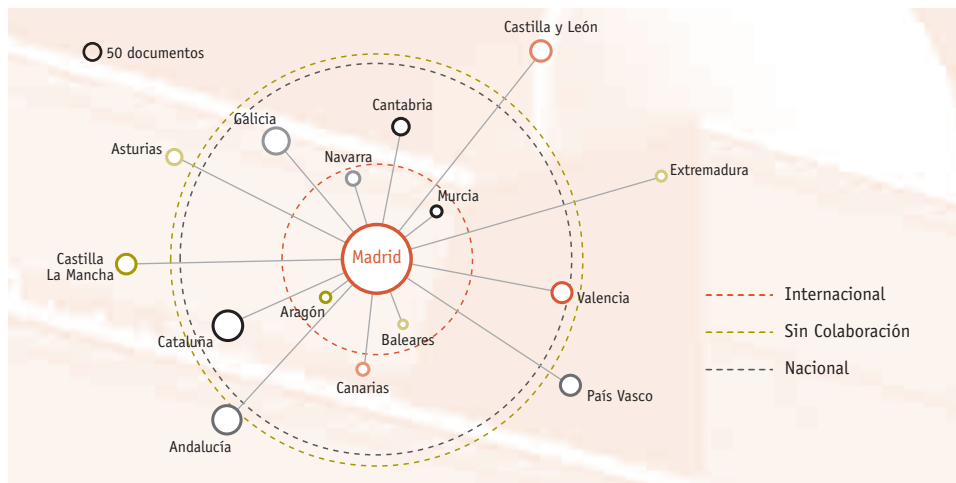 Castilla y León
50 documentos
Cantabria
Galicia
Asturias
Navarra
Extremadura
Murcia
Madrid
Castilla
La Mancha
Internacional
Valencia
Aragón
Sin Colaboración
Cataluña
Baleares
Nacional
Canarias
País Vasco
Andalucía